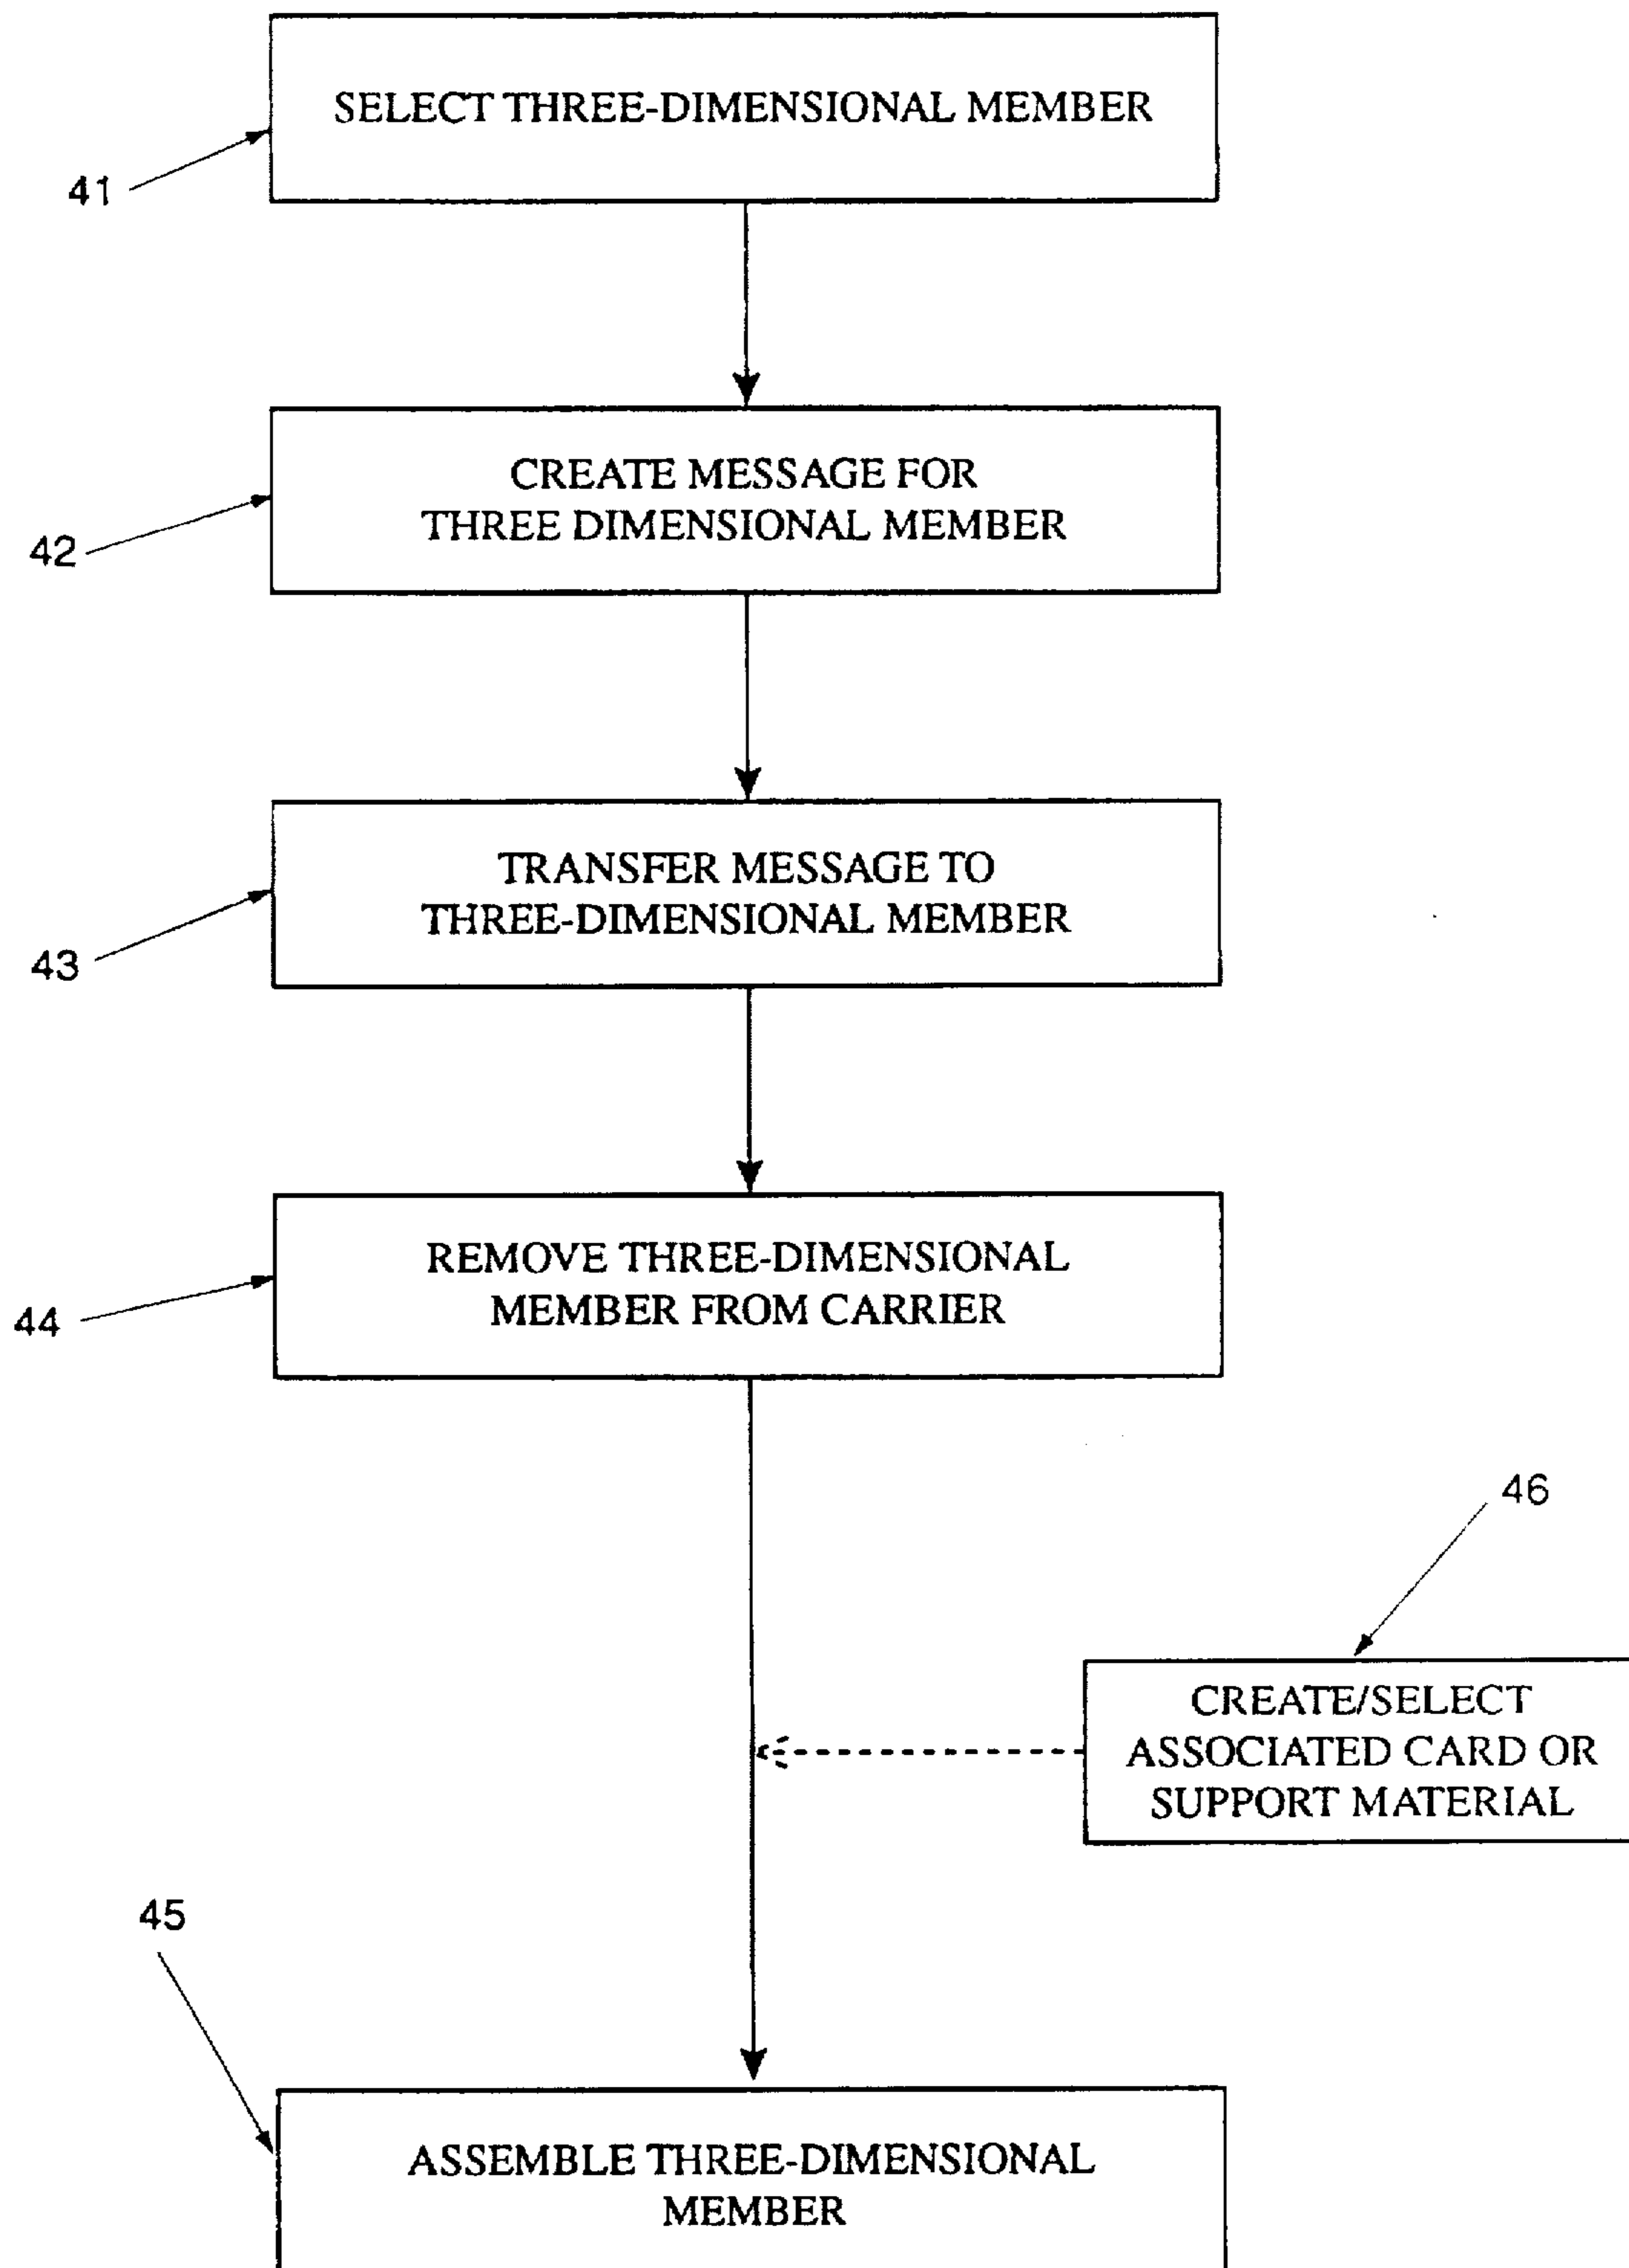 SELECT THREE-DIMENSIONAL MEMBER
41
CREATE MESSAGE FOR
THREE DIMENSIONAL MEMBER
42
TRANSFER MESSAGE TO
THREE-DIMENSIONAL MEMBER
43
REMOVE THREE-DIMENSIONAL
MEMBER FROM CARRIER
44
46
CREATE/SELECT
ASSOCIATED CARD OR
SUPPORT MATERIAL
45
ASSEMBLE THREE-DIMENSIONAL
MEMBER